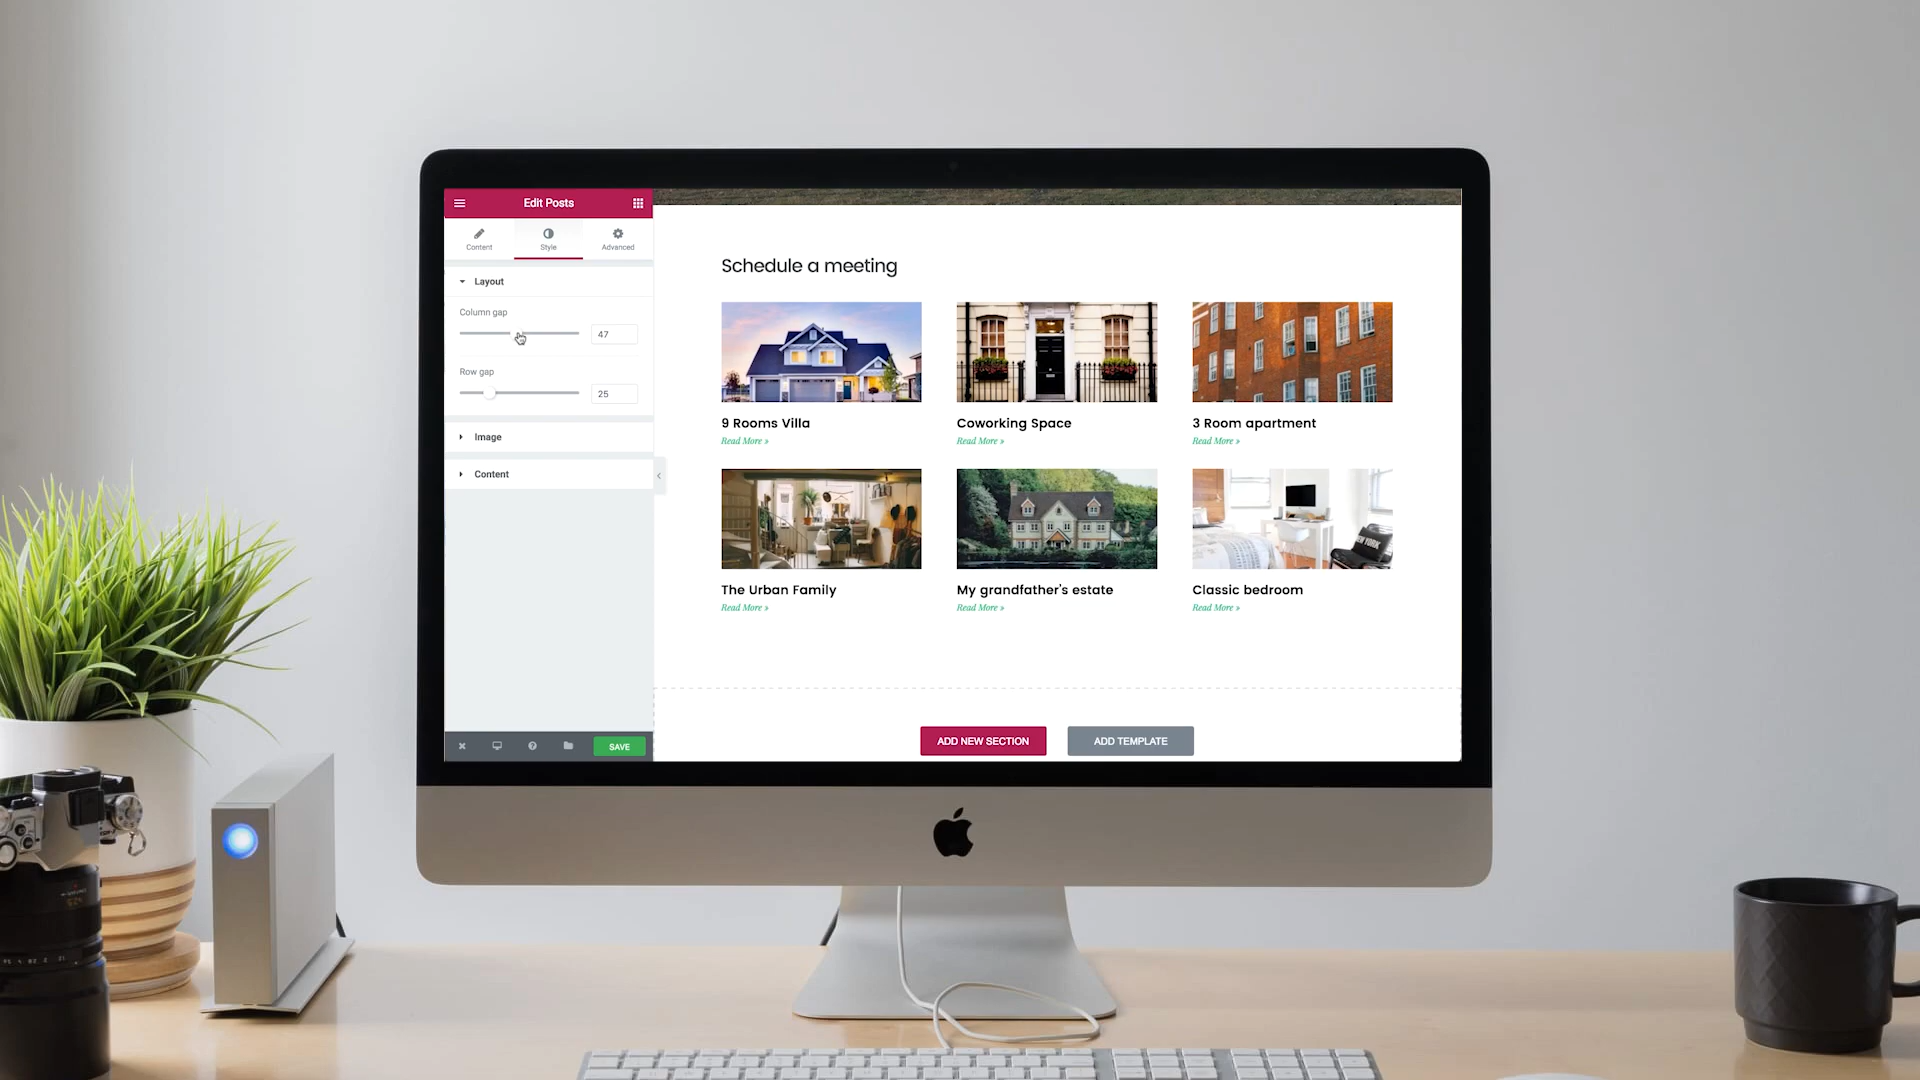 Edit Posts
Content
Style
Advanced
Layout
Column gap
47
Row gap
25
Image
Content
SAVE
Schedule a meeting
9 Rooms Villa
Read More »
Coworking Space
Read More »
3 Room apartment
Read More »
The Urban Family
Read More »
My grandfather's estate
Read More »
Classic bedroom
Read More »
NEW YORK
ADD NEW SECTION
ADD TEMPLATE